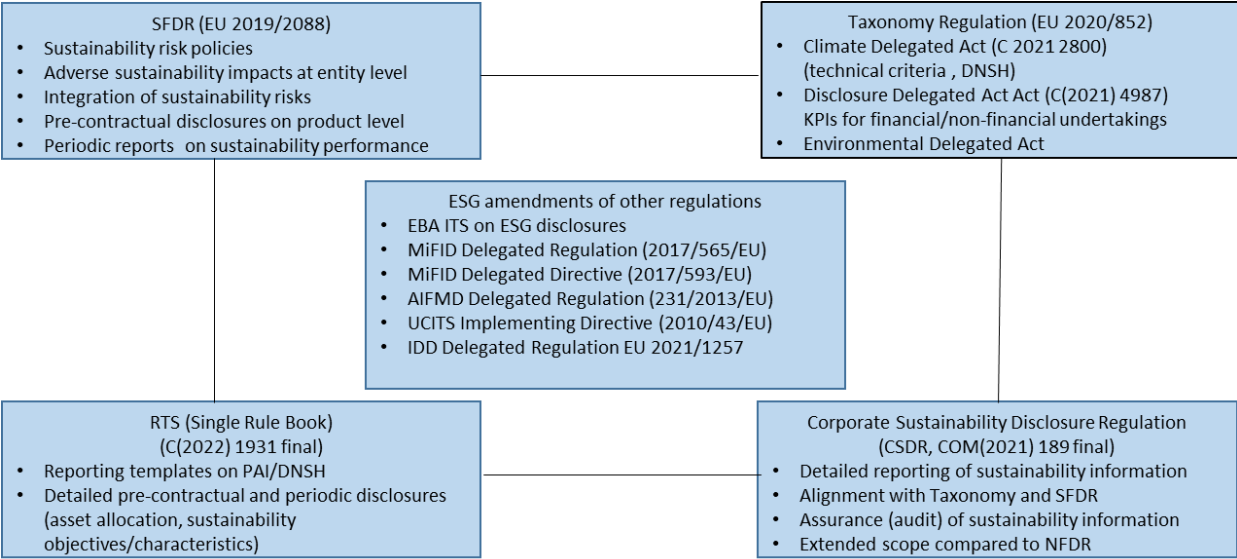 SFDR (EU 2019/2088)
• Sustainability risk policies
• Adverse sustainability impacts at entity level
• Integration of sustainability risks
• Pre-contractual disclosures on product level
• Periodic reports on sustainability performance
Taxonomy Regulation (EU 2020/852)
• Climate Delegated Act (C 2021 2800)
(technical criteria , DNSH)
• Disclosure Delegated Act Act (C(2021) 4987)
KPIs for financial/non-financial undertakings
• Environmental Delegated Act
ESG amendments of other regulations
• EBA ITS on ESG disclosures
• MiFID Delegated Regulation (2017/565/EU)
• MiFID Delegated Directive (2017/593/EU)
• AIFMD Delegated Regulation (231/2013/EU)
• UCITS Implementing Directive (2010/43/EU)
• IDD Delegated Regulation EU 2021/1257
RTS (Single Rule Book)
(C(2022) 1931 final)
• Reporting templates on PAI/DNSH
• Detailed pre-contractual and periodic disclosures
(asset allocation, sustainability
objectives/characteristics)
Corporate Sustainability Disclosure Regulation
(CSDR, COM(2021) 189 final)
• Detailed reporting of sustainability information
• Alignment with Taxonomy and SFDR
• Assurance (audit) of sustainability information
• Extended scope compared to NFDR